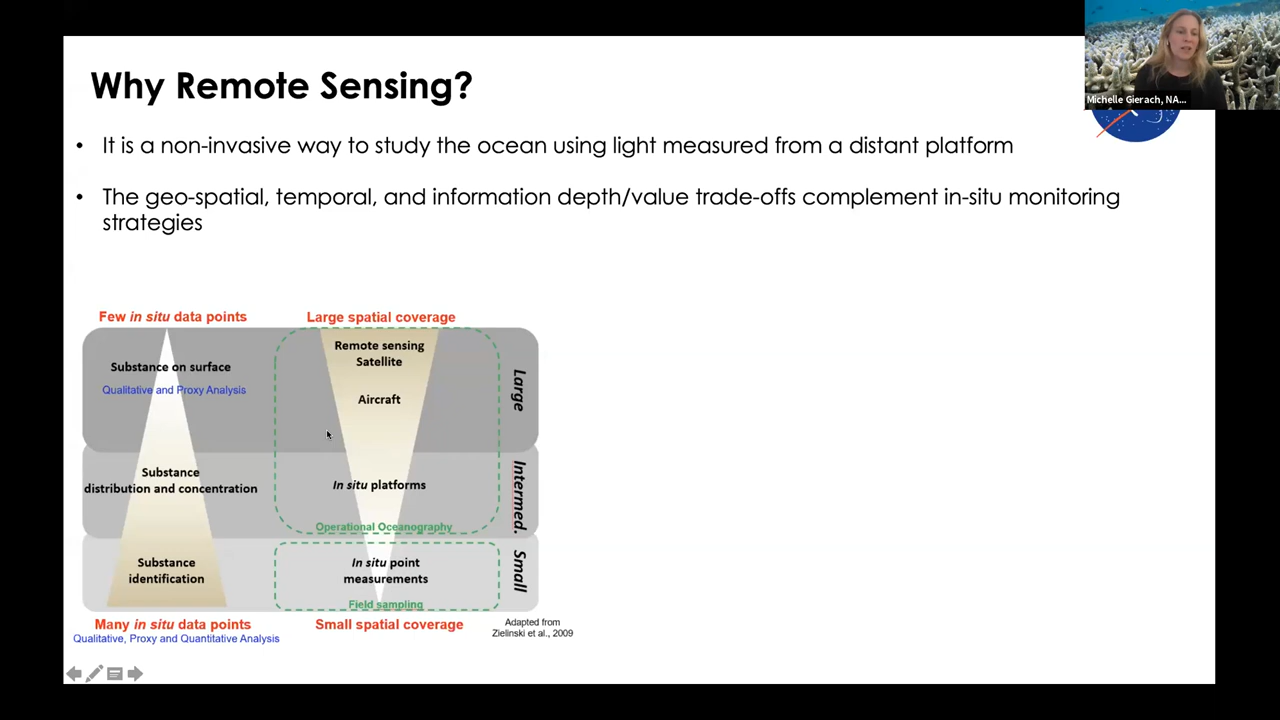 Why Remote Sensing?
Michelle Gierach, NA...
• It is a non-invasive way to study the ocean using light measured from a distant platform
• The geo-spatial, temporal, and information depth/value trade-offs complement in-situ monitoring
strategies
Few in situ data points
Large spatial coverage
Substance on surface
Qualitative and Proxy Analysis
Remote sensing
Satellite
Aircraft
Large
Substance
distribution and concentration
In situ platforms
Operational Oceanography
Intermed.
Substance
identification
In situ point
measurements
Field sampling
Small
Many in situ data points
Qualitative, Proxy and Quantitative Analysis
Small spatial coverage
Adapted from
Zielinski et al., 2009